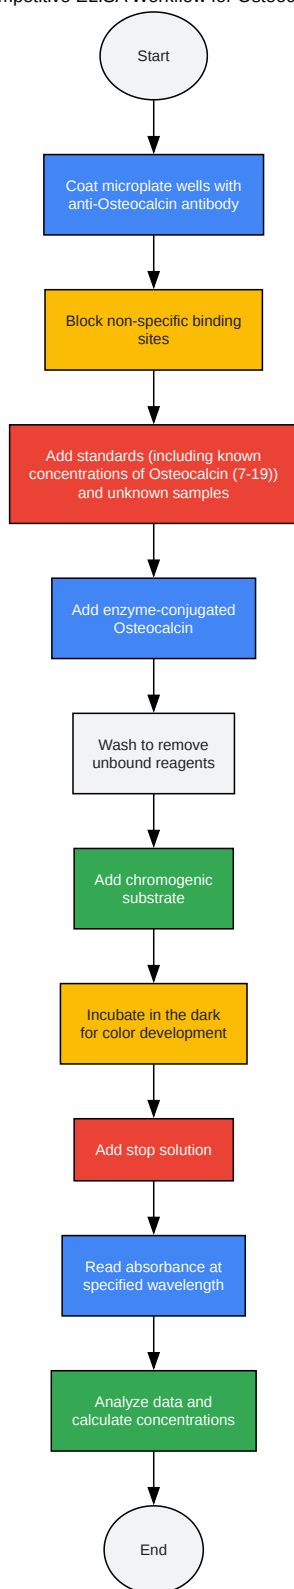 ELISA Workflow for
Start
Coat microplate wells with
anti-Osteocalcin antibody
Block non-specific binding
sites
Add standards (including known
concentrations of Osteocalcin (7-19))
and unknown samples
Add enzyme-conjugated
Osteocalcin
Wash to remove
unbound reagents
Add chromogenic
substrate
Incubate in the dark
for color development
Add stop solution
Read absorbance at
specified wavelength
Analyze data and
calculate concentrations
End